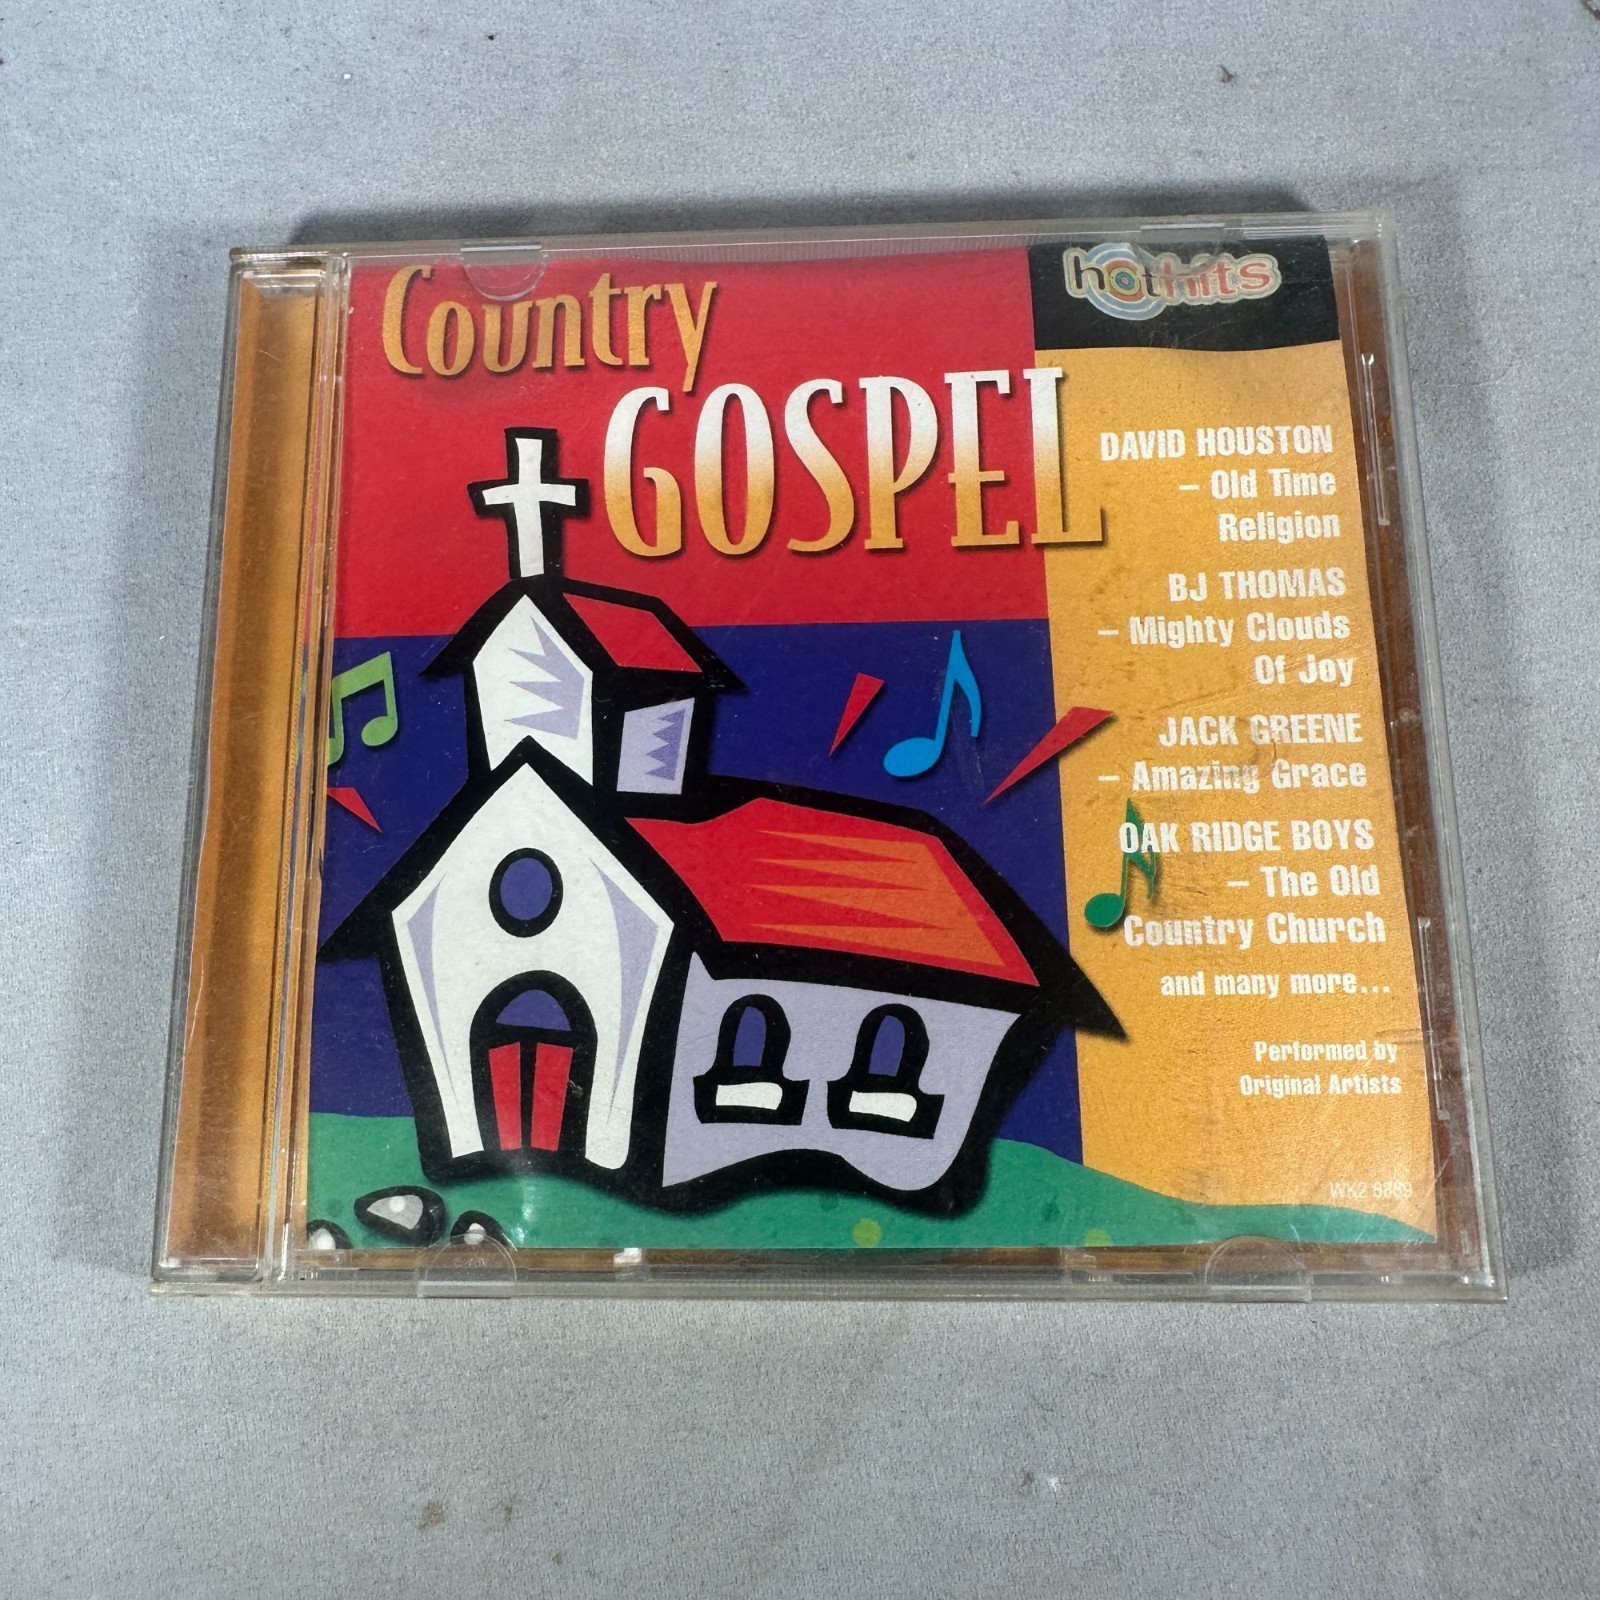 Country
GOSPEL
hothits
DAVID HOUSTON
– Old Time
Religion
BJ THOMAS
– Mighty Clouds
Of Joy
JACK GREENE
– Amazing Grace
OAK RIDGE BOYS
– The Old
Country Church
and many more...
Performed by
Original Artists
WK2